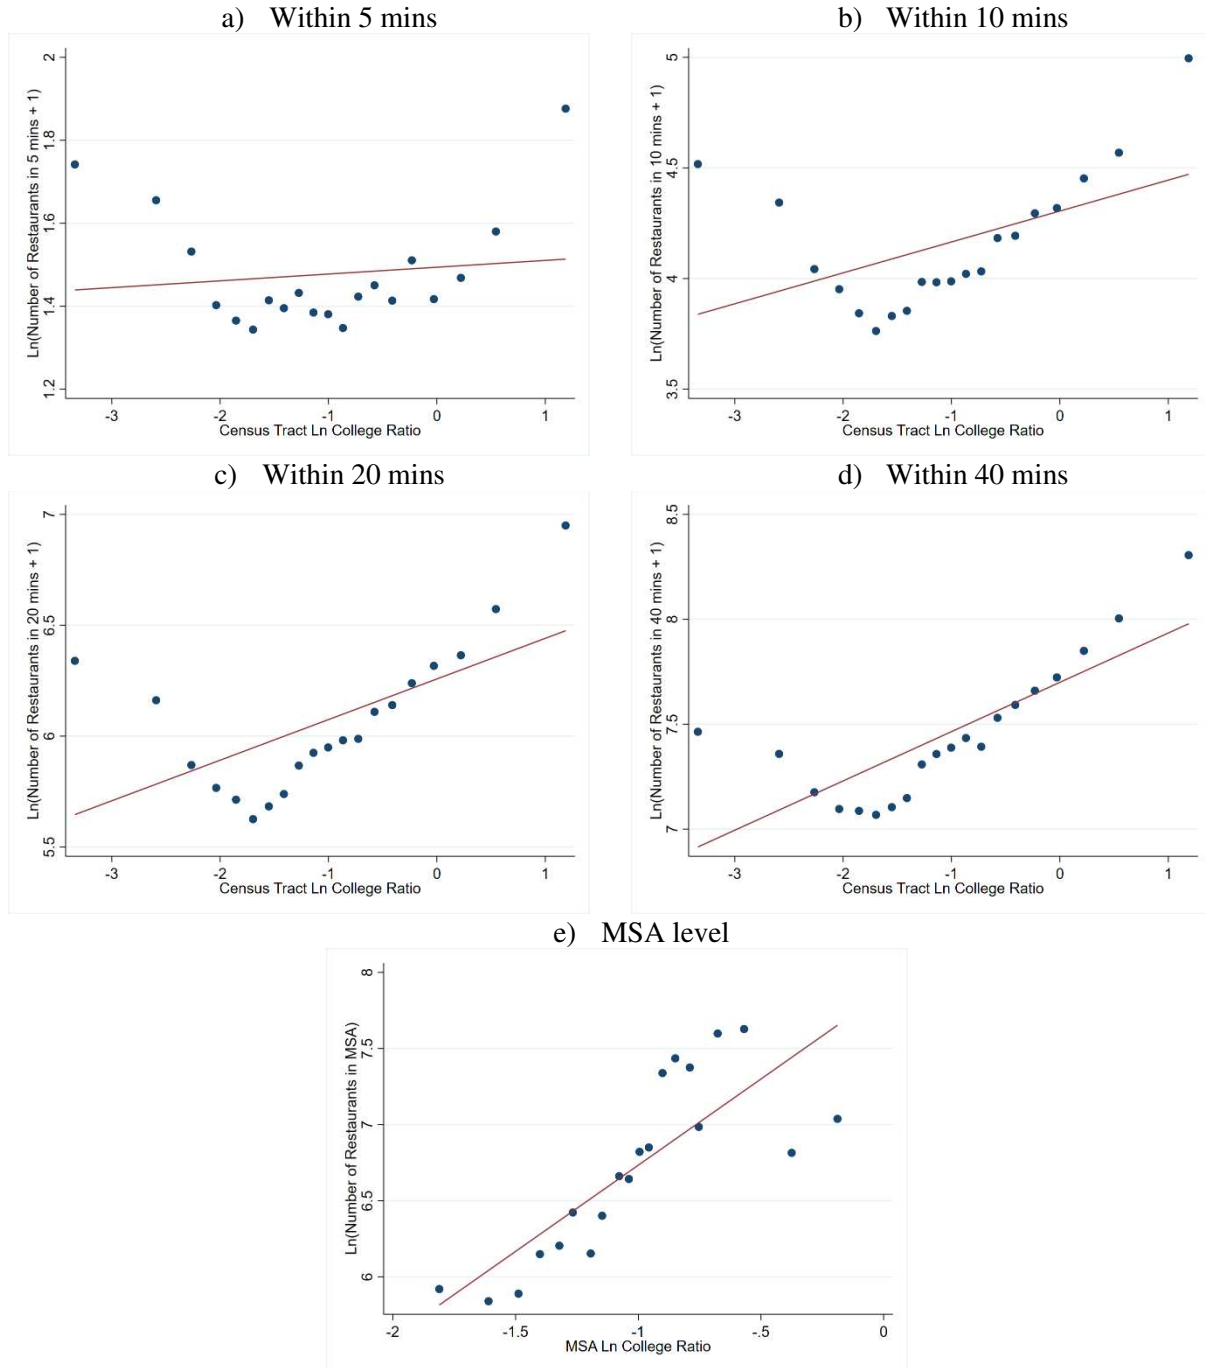 a) Within 5 mins
Ln(Number of Restaurants in 5 mins + 1)
2
1.8
1.6
1.4
1.2
-3 -2 -1 0 1
Census Tract Ln College Ratio
b) Within 10 mins
Ln(Number of Restaurants in 10 mins + 1)
5
4.5
4
3.5
-3 -2 -1 0 1
Census Tract Ln College Ratio
c) Within 20 mins
Ln(Number of Restaurants in 20 mins + 1)
7
6.5
6
5.5
-3 -2 -1 0 1
Census Tract Ln College Ratio
d) Within 40 mins
Ln(Number of Restaurants in 40 mins + 1)
8.5
8
7.5
7
-3 -2 -1 0 1
Census Tract Ln College Ratio
e) MSA level
Ln(Number of Restaurants in MSA)
8
7.5
7
6.5
6
-2 -1.5 -1 -.5 0
MSA Ln College Ratio